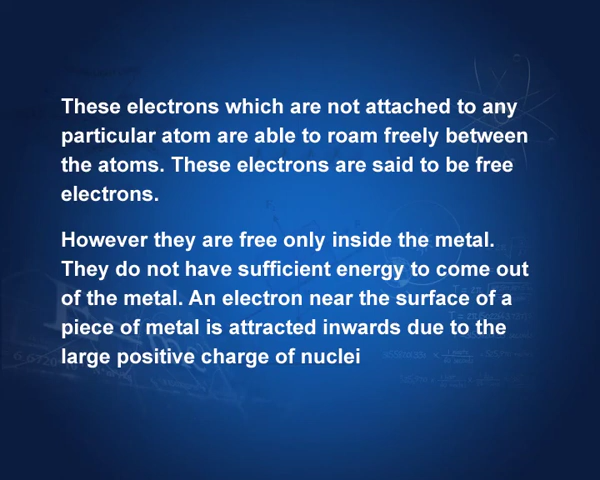 These electrons which are not attached to any
particular atom are able to roam freely between
the atoms. These electrons are said to be free
electrons.
However they are free only inside the metal.
They do not have sufficient energy to come out
of the metal. An electron near the surface of a
piece of metal is attracted inwards due to the
large positive charge of nuclei